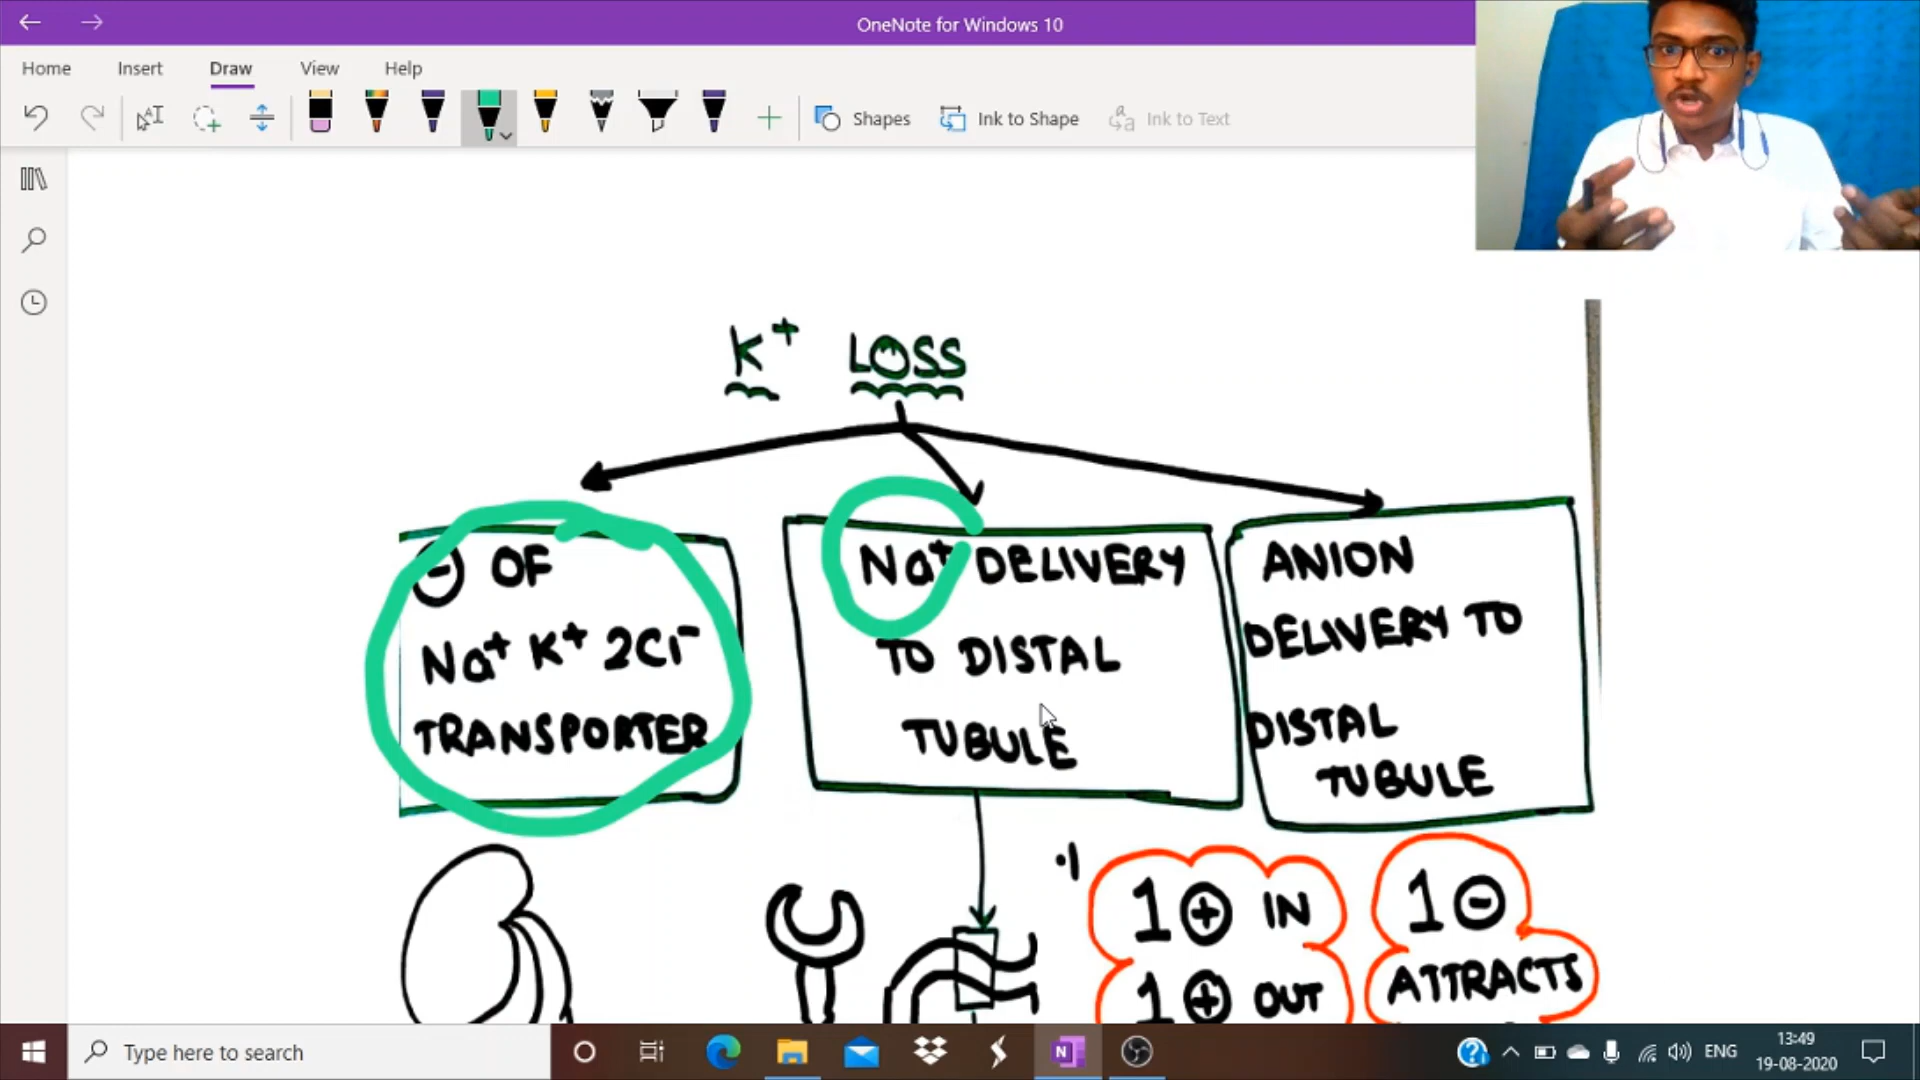 OneNote for Windows 10
Home Insert Draw View Help
Shapes Ink to Shape Ink to Text
K+ LOSS
⊖ OF
Na+ K+ 2Cl-
TRANSPORTER
Na+ DELIVERY
TO DISTAL
TUBULE
ANION
DELIVERY TO
DISTAL
TUBULE
1 ⊕ IN
1 ⊕ OUT
1 ⊖
ATTRACTS
Type here to search
N
ENG
13:49
19-08-2020